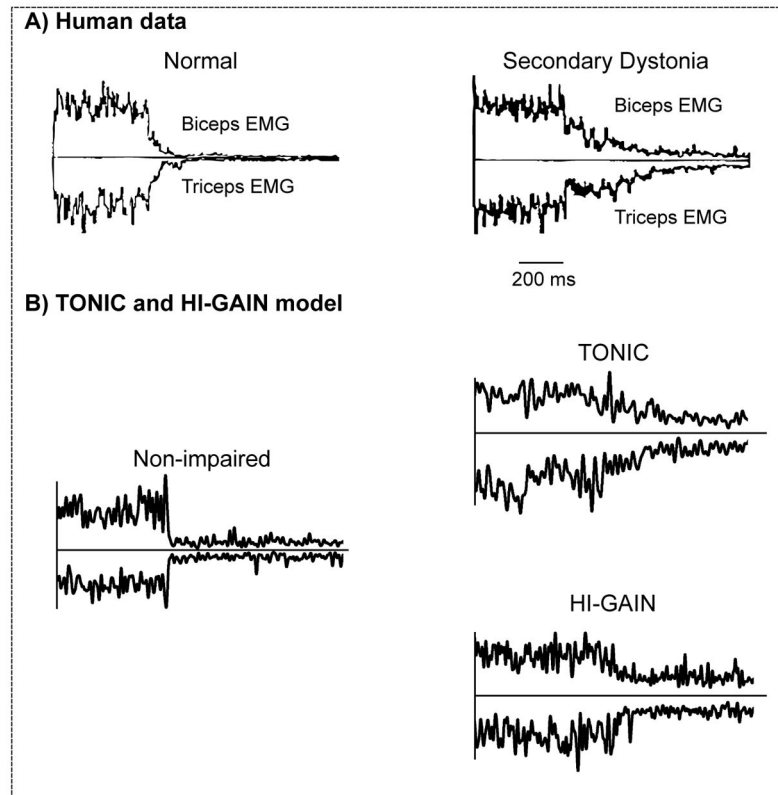 A) Human data
Normal
Secondary Dystonia
Biceps EMG
Biceps EMG
Triceps EMG
Triceps EMG
200 ms
B) TONIC and HI-GAIN model
TONIC
Non-impaired
HI-GAIN